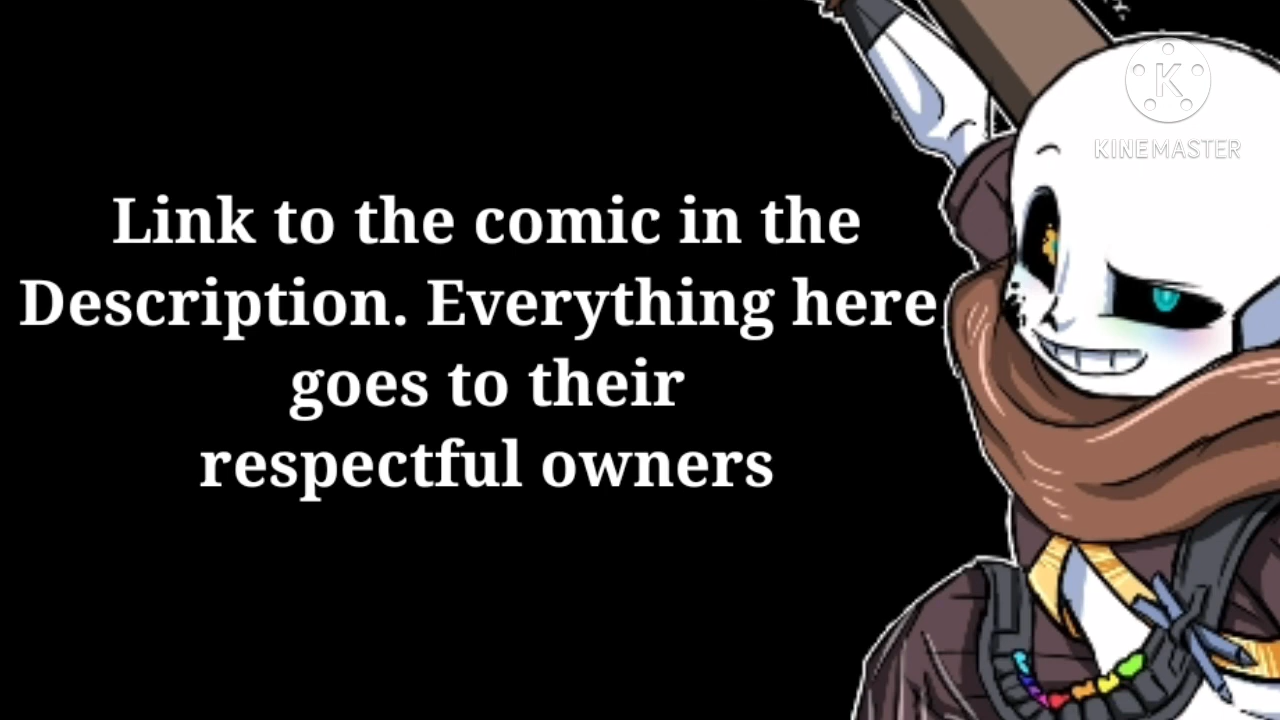 K
KINEMASTER
Link to the comic in the
Description. Everything here
goes to their
respectful owners